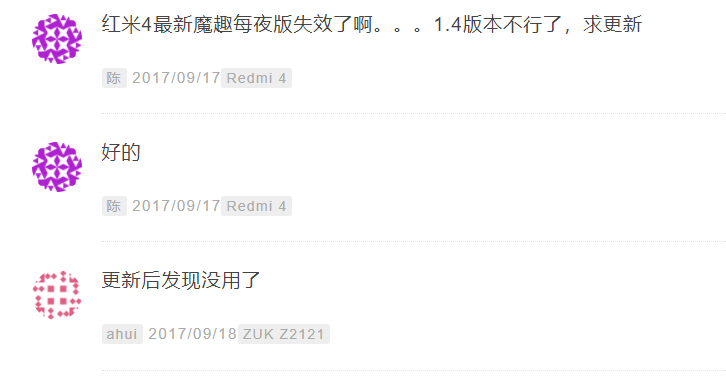 红米4最新魔趣每夜版失效了啊。。。1.4版本不行了，求更新
陈 2017/09/17 Redmi 4
好的
陈 2017/09/17 Redmi 4
更新后发现没用了
ahui 2017/09/18 ZUK Z2121